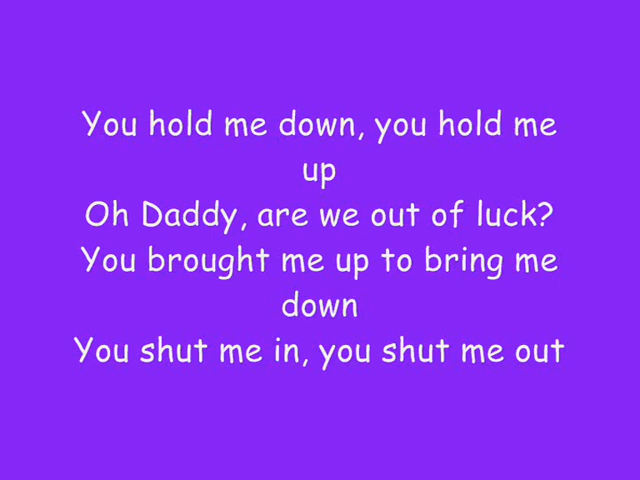 You hold me down, you hold me
up
Oh Daddy, are we out of luck?
You brought me up to bring me
down
You shut me in, you shut me out